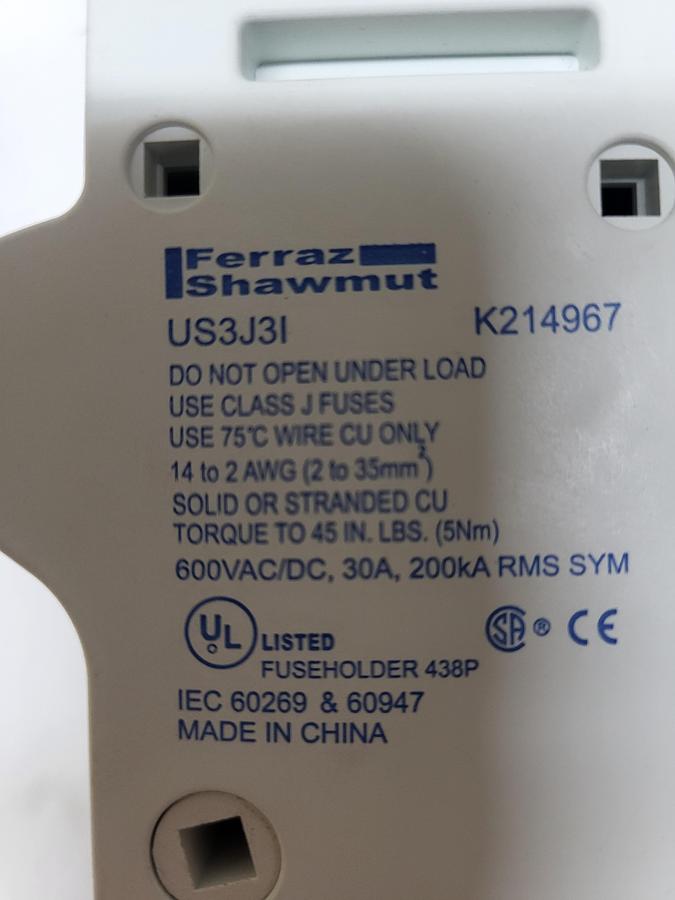 Ferraz
Shawmut
US3J3I K214967
DO NOT OPEN UNDER LOAD
USE CLASS J FUSES
USE 75℃ WIRE CU ONLY
14 to 2 AWG (2 to 35mm²)
SOLID OR STRANDED CU
TORQUE TO 45 IN. LBS. (5Nm)
600VAC/DC, 30A, 200kA RMS SYM
UL LISTED SA ® CE
FUSEHOLDER 438P
IEC 60269 & 60947
MADE IN CHINA